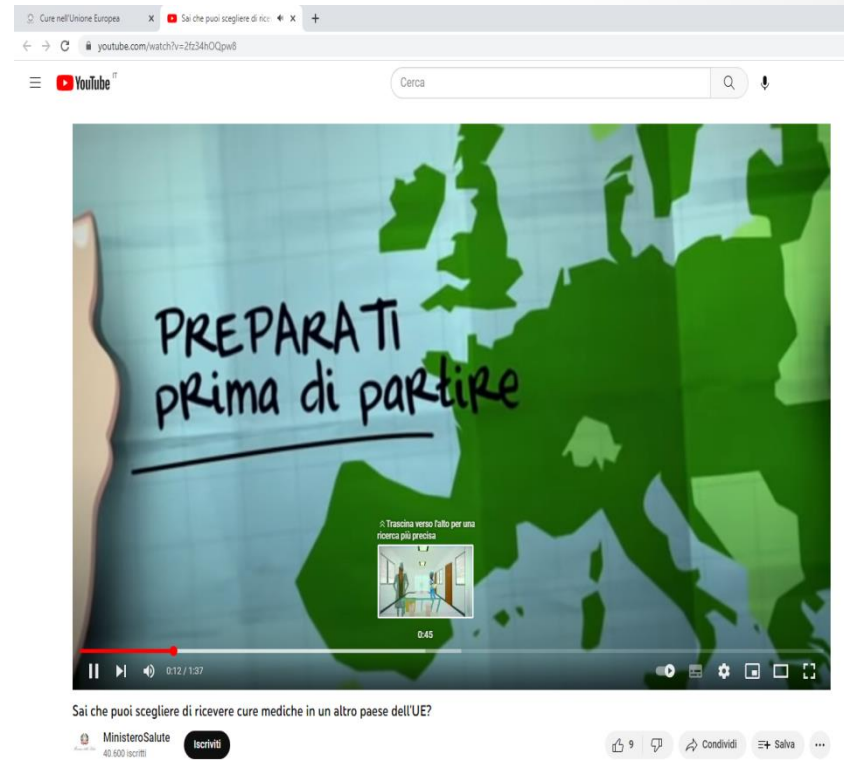 Cure nell'Unione Europea
Sai che puoi scegliere di rice
youtube.com/watch?v=2fz34hOQpw8
YouTube IT
Cerca
PREPARATI
prima di partire
Trascina verso l'alto per una
ricerca più precisa
0:45
0:12 / 1:37
Sai che puoi scegliere di ricevere cure mediche in un altro paese dell'UE?
MinisteroSalute
40.600 iscritti
Iscriviti
9
Condividi
Salva